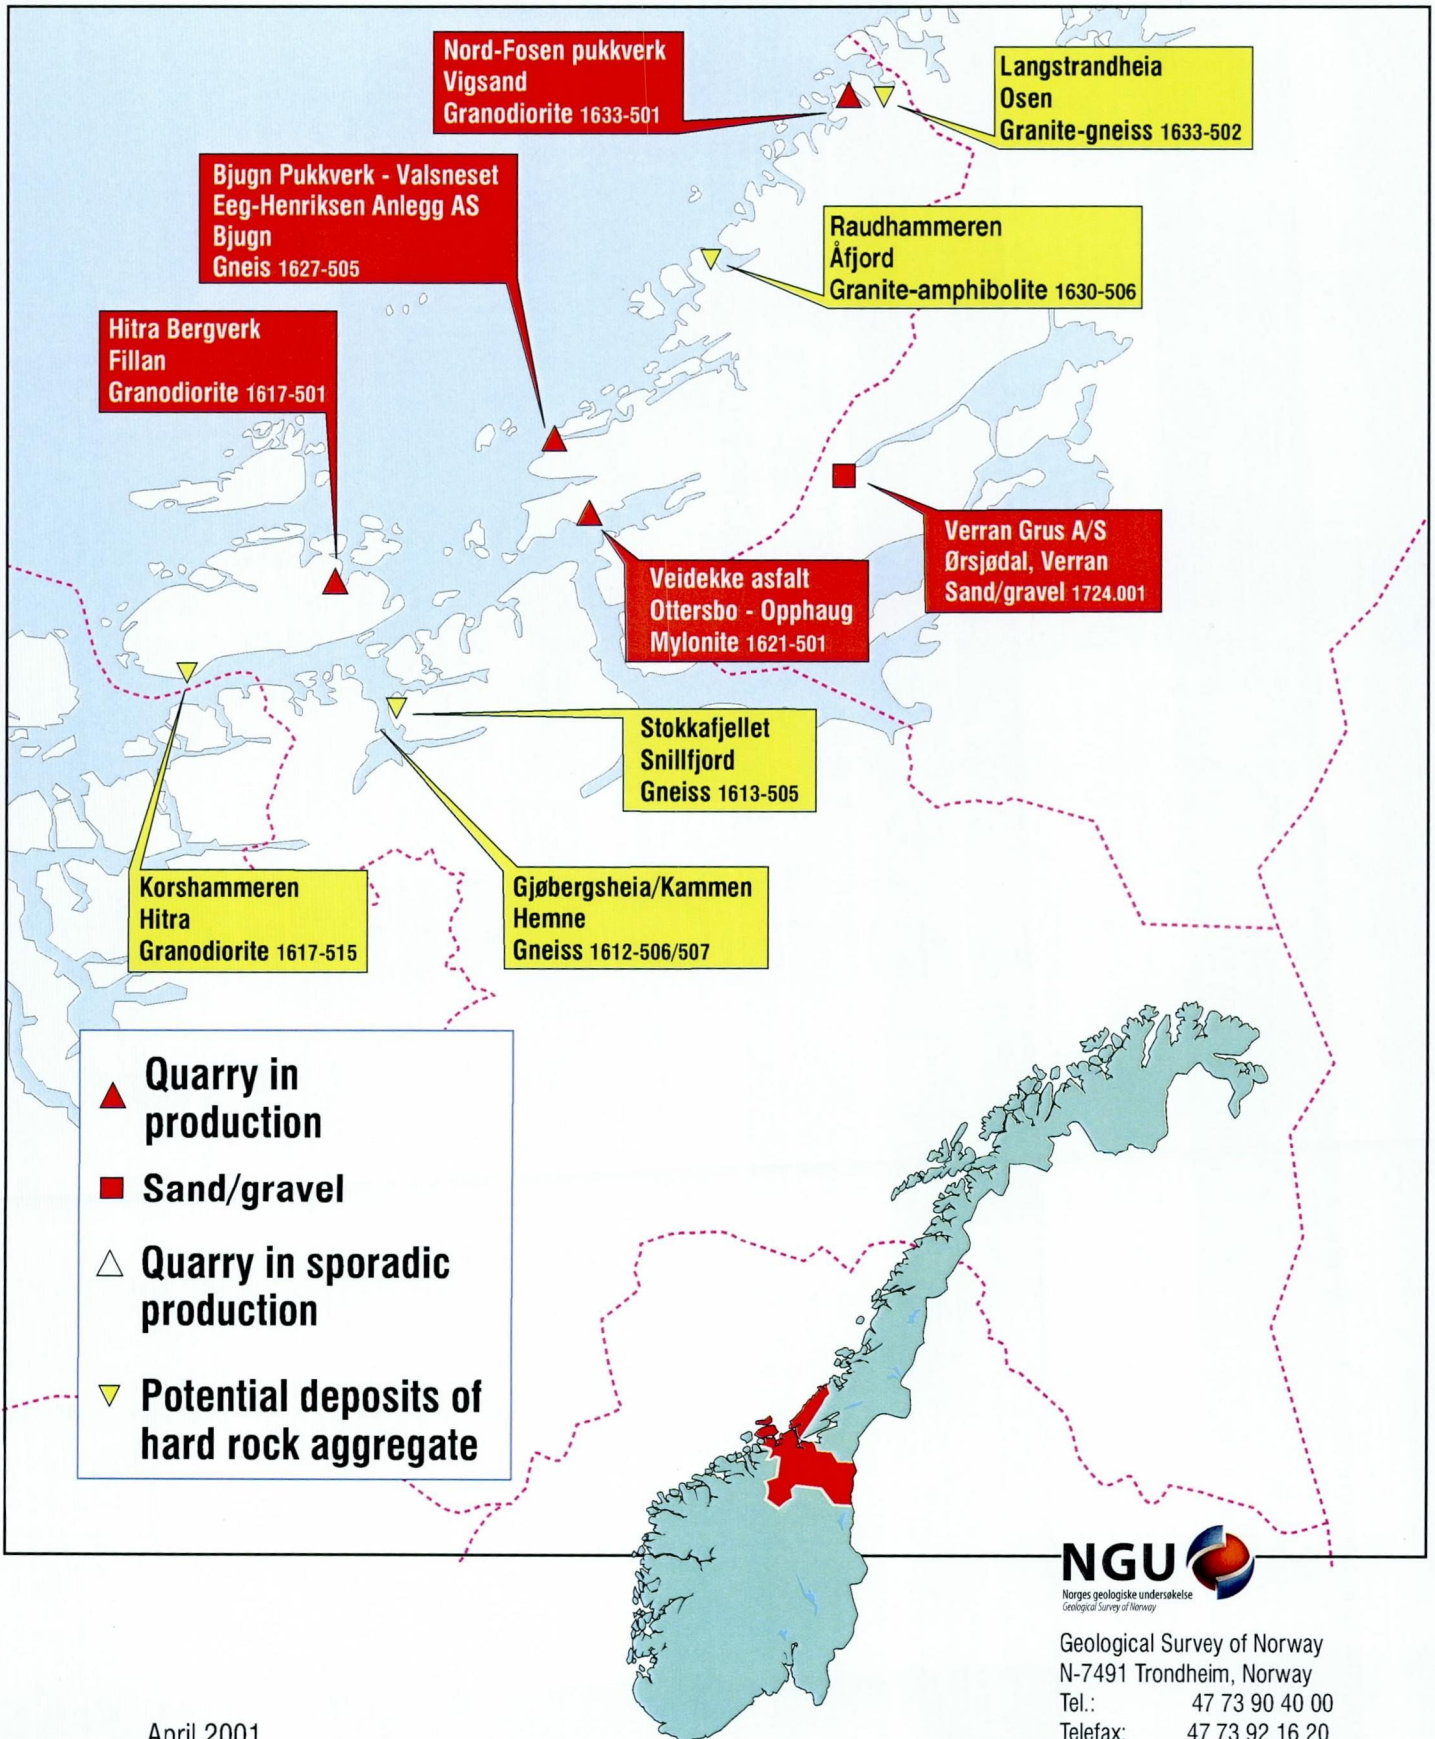 Nord-Fosen pukkverk
Vigsand
Granodiorite 1633-501
Langstrandheia
Osen
Granite-gneiss 1633-502
Bjugn Pukkverk - Valsneset
Eeg-Henriksen Anlegg AS
Bjugn
Gneis 1627-505
Raudhammeren
Åfjord
Granite-amphibolite 1630-506
Hitra Bergverk
Fillan
Granodiorite 1617-501
Verran Grus A/S
Ørsjødal, Verran
Sand/gravel 1724.001
Veidekke asfalt
Ottersbo - Opphaug
Mylonite 1621-501
Stokkafjellet
Snillfjord
Gneiss 1613-505
Korshammeren
Hitra
Granodiorite 1617-515
Gjøbergsheia/Kammen
Hemne
Gneiss 1612-506/507
Quarry in
production
Sand/gravel
Quarry in sporadic
production
Potential deposits of
hard rock aggregate
NGU
Norges geologiske undersøkelse
Geological Survey of Norway
Geological Survey of Norway
N-7491 Trondheim, Norway
Tel.: 47 73 90 40 00
Telefax: 47 73 92 16 20
April 2001